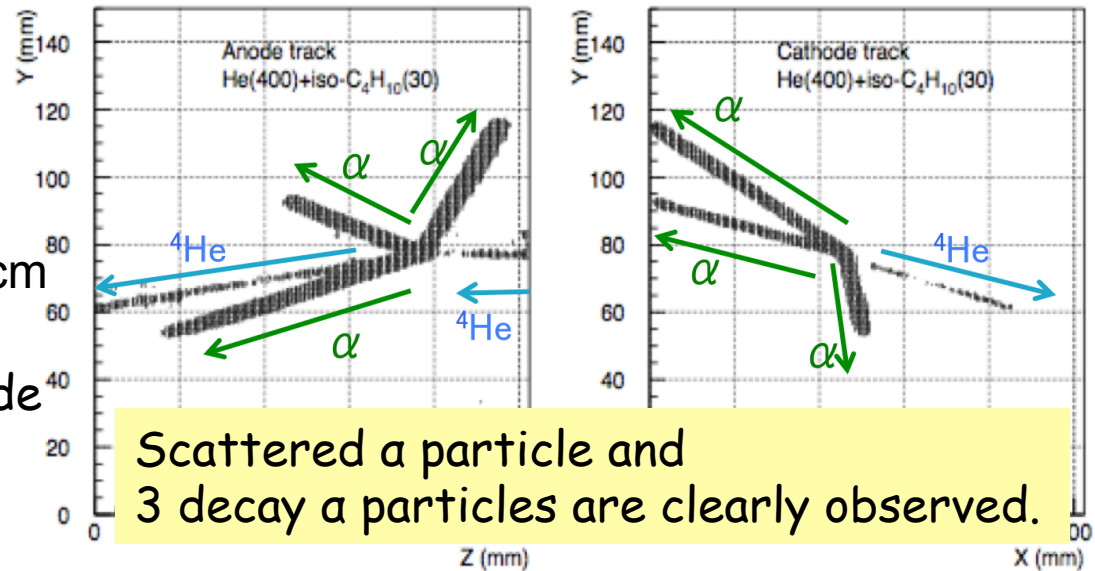 Y (mm)
140
120
100
80
60
40
20
0
0
Anode track
He(400)+iso-C₄H₁₀(30)
α
α
⁴He
⁴He
α
Z (mm)
cm
de
Y (mm)
140
120
100
80
60
40
Cathode track
He(400)+iso-C₄H₁₀(30)
α
⁴He
α
α
00
X (mm)
Scattered α particle and
3 decay α particles are clearly observed.